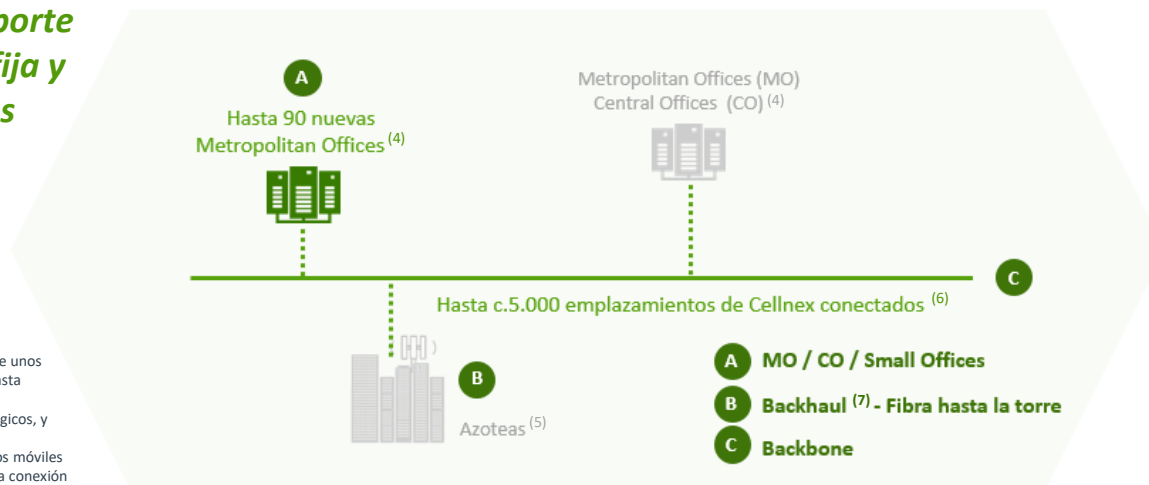 porte
fija y
s
A
Hasta 90 nuevas
Metropolitan Offices (4)
Metropolitan Offices (MO)
Central Offices (CO) (4)
C
Hasta c.5.000 emplazamientos de Cellnex conectados (6)
B
Azoteas (5)
A MO / CO / Small Offices
B Backhaul (7) - Fibra hasta la torre
C Backbone
e unos
asta
gicos, y
os móviles
a conexión